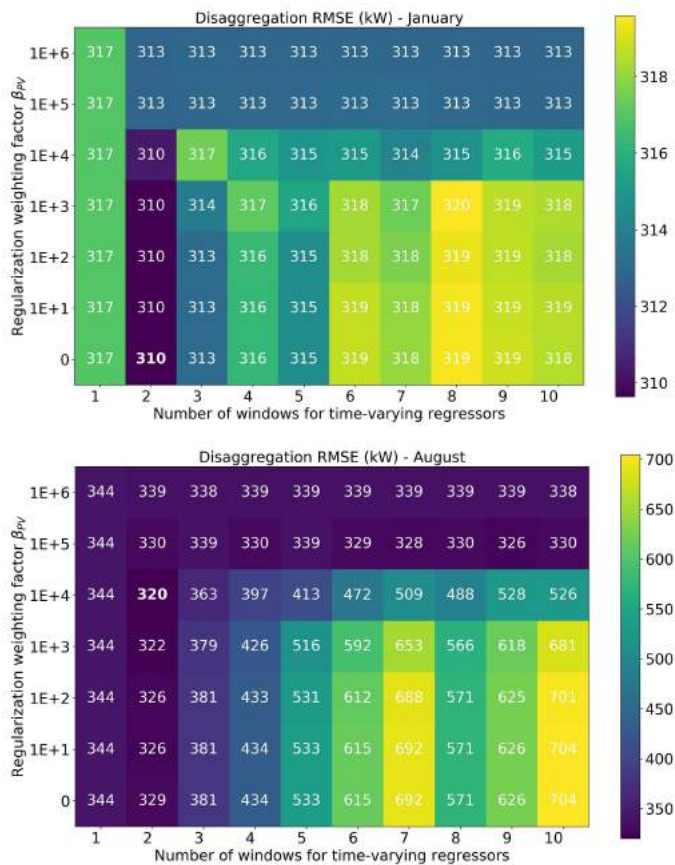 Disaggregation RMSE (kW) - January
Regularization weighting factor βPV
1E+6 317 313 313 313 313 313 313 313 313 313
1E+5 317 313 313 313 313 313 313 313 313 313
1E+4 317 310 317 316 315 315 314 315 316 315
1E+3 317 310 314 317 316 318 317 320 319 318
1E+2 317 310 313 316 315 318 318 319 319 318
1E+1 317 310 313 316 315 319 319 319 319 319
0 317 310 313 316 315 319 318 319 319 318
1 2 3 4 5 6 7 8 9 10
Number of windows for time-varying regressors
318
316
314
312
310
Disaggregation RMSE (kW) - August
Regularization weighting factor βPV
1E+6 344 339 338 339 339 339 339 339 339 338
1E+5 344 330 339 330 339 329 328 330 326 330
1E+4 344 320 363 397 413 472 509 488 528 526
1E+3 344 322 379 426 516 592 653 566 618 681
1E+2 344 326 381 433 531 612 688 571 625 701
1E+1 344 326 381 434 533 615 692 571 626 704
0 344 329 381 434 533 615 692 571 626 704
1 2 3 4 5 6 7 8 9 10
Number of windows for time-varying regressors
700
650
600
550
500
450
400
350